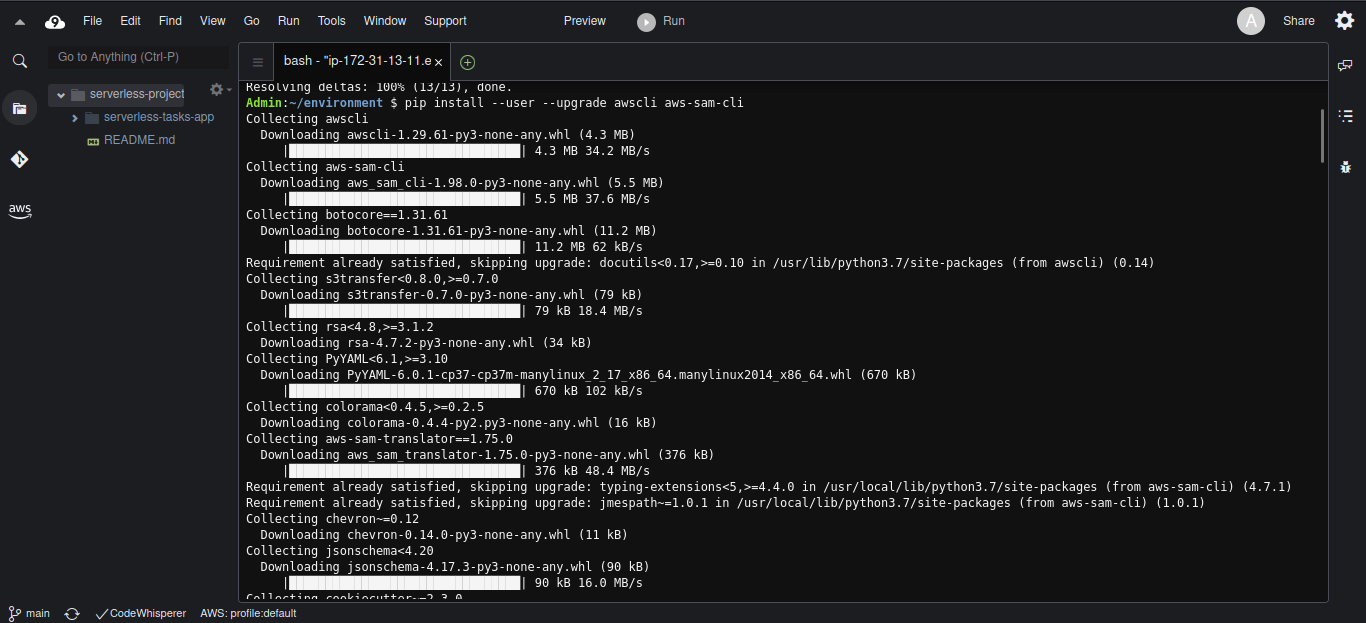 9 File Edit Find View Go Run Tools Window Support Preview Run A Share
Go to Anything (Ctrl-P)
serverless-project
serverless-tasks-app
README.md
aws
bash - "ip-172-31-13-11.e ×
Resolving deltas: 100% (13/13), done.
Admin:~/environment $ pip install --user --upgrade awscli aws-sam-cli
Collecting awscli
Downloading awscli-1.29.61-py3-none-any.whl (4.3 MB)
|████████████████████████████████| 4.3 MB 34.2 MB/s
Collecting aws-sam-cli
Downloading aws_sam_cli-1.98.0-py3-none-any.whl (5.5 MB)
|████████████████████████████████| 5.5 MB 37.6 MB/s
Collecting botocore==1.31.61
Downloading botocore-1.31.61-py3-none-any.whl (11.2 MB)
|████████████████████████████████| 11.2 MB 62 kB/s
Requirement already satisfied, skipping upgrade: docutils<0.17,>=0.10 in /usr/lib/python3.7/site-packages (from awscli) (0.14)
Collecting s3transfer<0.8.0,>=0.7.0
Downloading s3transfer-0.7.0-py3-none-any.whl (79 kB)
|████████████████████████████████| 79 kB 18.4 MB/s
Collecting rsa<4.8,>=3.1.2
Downloading rsa-4.7.2-py3-none-any.whl (34 kB)
Collecting PyYAML<6.1,>=3.10
Downloading PyYAML-6.0.1-cp37-cp37m-manylinux_2_17_x86_64.manylinux2014_x86_64.whl (670 kB)
|████████████████████████████████| 670 kB 102 kB/s
Collecting colorama<0.4.5,>=0.2.5
Downloading colorama-0.4.4-py2.py3-none-any.whl (16 kB)
Collecting aws-sam-translator==1.75.0
Downloading aws_sam_translator-1.75.0-py3-none-any.whl (376 kB)
|████████████████████████████████| 376 kB 48.4 MB/s
Requirement already satisfied, skipping upgrade: typing-extensions<5,>=4.4.0 in /usr/local/lib/python3.7/site-packages (from aws-sam-cli) (4.7.1)
Requirement already satisfied, skipping upgrade: jmespath~=1.0.1 in /usr/local/lib/python3.7/site-packages (from aws-sam-cli) (1.0.1)
Collecting chevron~=0.12
Downloading chevron-0.14.0-py3-none-any.whl (11 kB)
Collecting jsonschema<4.20
Downloading jsonschema-4.17.3-py3-none-any.whl (90 kB)
|████████████████████████████████| 90 kB 16.0 MB/s
Collecting cookiecutter~=2.3.0
main CodeWhisperer AWS: profile:default